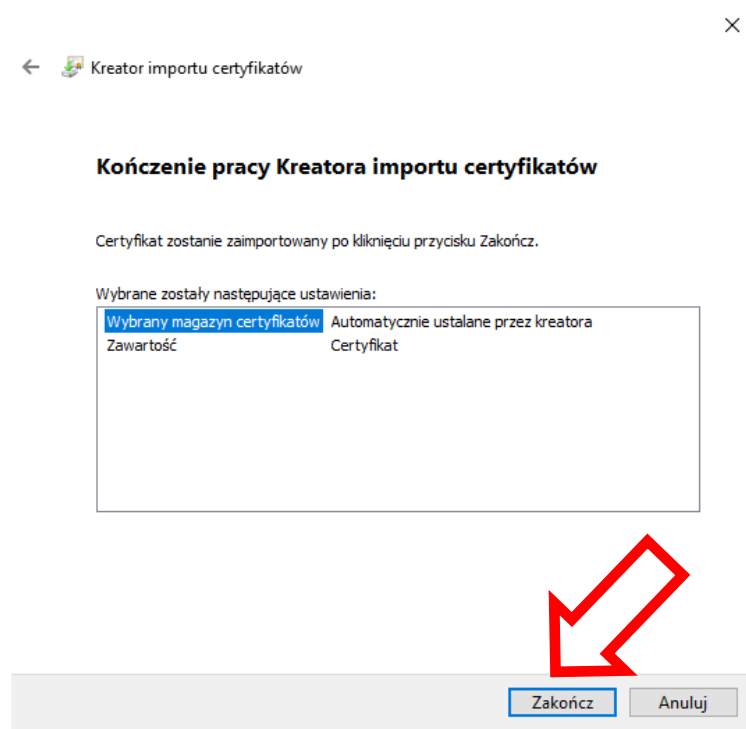 Kreator importu certyfikatów
Kończenie pracy Kreatora importu certyfikatów
Certyfikat zostanie zaimportowany po kliknięciu przycisku Zakończ.
Wybrane zostały następujące ustawienia:
Wybrany magazyn certyfikatów Automatycznie ustalane przez kreatora
Zawartość Certyfikat
Zakończ Anuluj